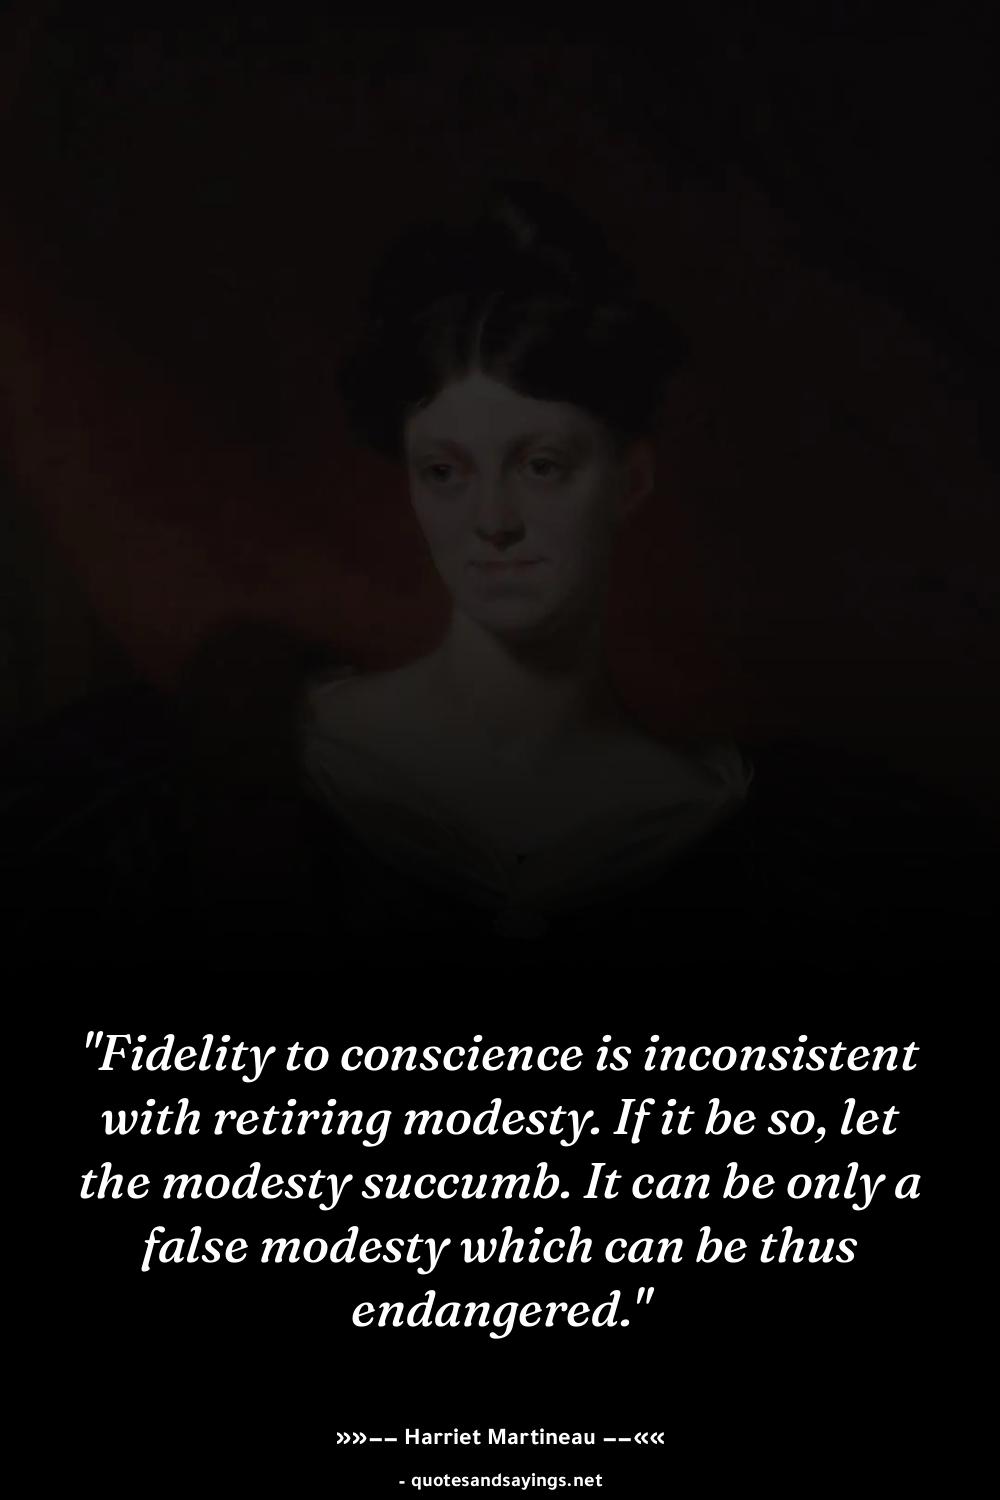 "Fidelity to conscience is inconsistent
with retiring modesty. If it be so, let
the modesty succumb. It can be only a
false modesty which can be thus
endangered."
»»−− Harriet Martineau −−««
- quotesandsayings.net